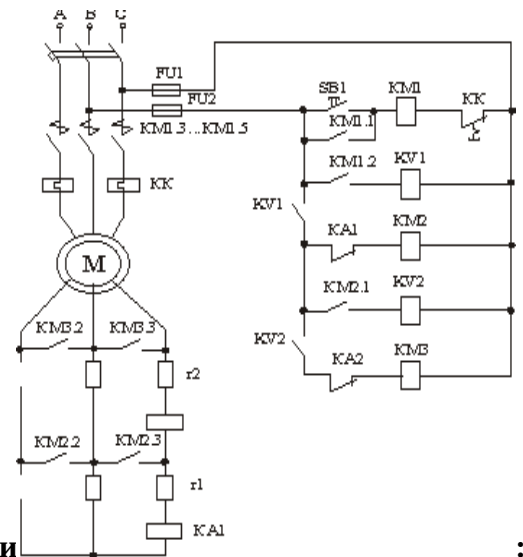 А В С
FU1
FU2
SB1
KM1
KK
KM1.1
KM1.3...KM1.5
KM1.2
KV1
KK
KV1
KA1
KM2
M
KM2.1
KV2
KM3.2
KM3.3
KV2
KA2
KM3
r2
KM2.2
KM2.3
r1
KA1
и :